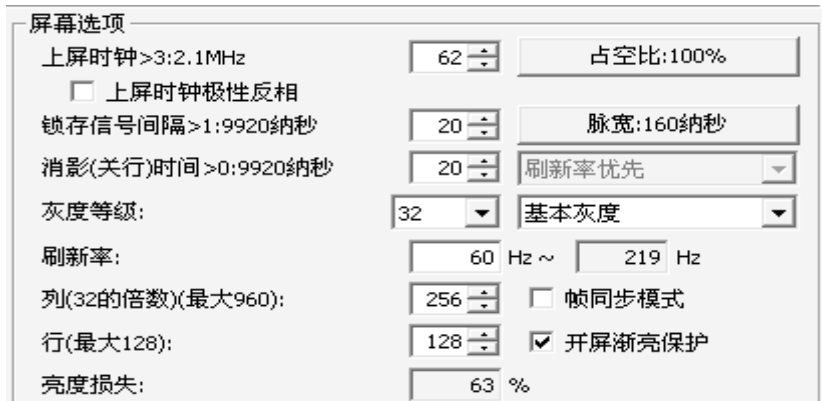 屏幕选项
上屏时钟>3:2.1MHz 62 占空比:100%
上屏时钟极性反相
锁存信号间隔>1:9920纳秒 20 脉宽:160纳秒
消影(关行)时间>0:9920纳秒 20 刷新率优先
灰度等级: 32 基本灰度
刷新率: 60 Hz ~ 219 Hz
列(32的倍数)(最大960): 256 帧同步模式
行(最大128): 128 开屏渐亮保护
亮度损失: 63 %